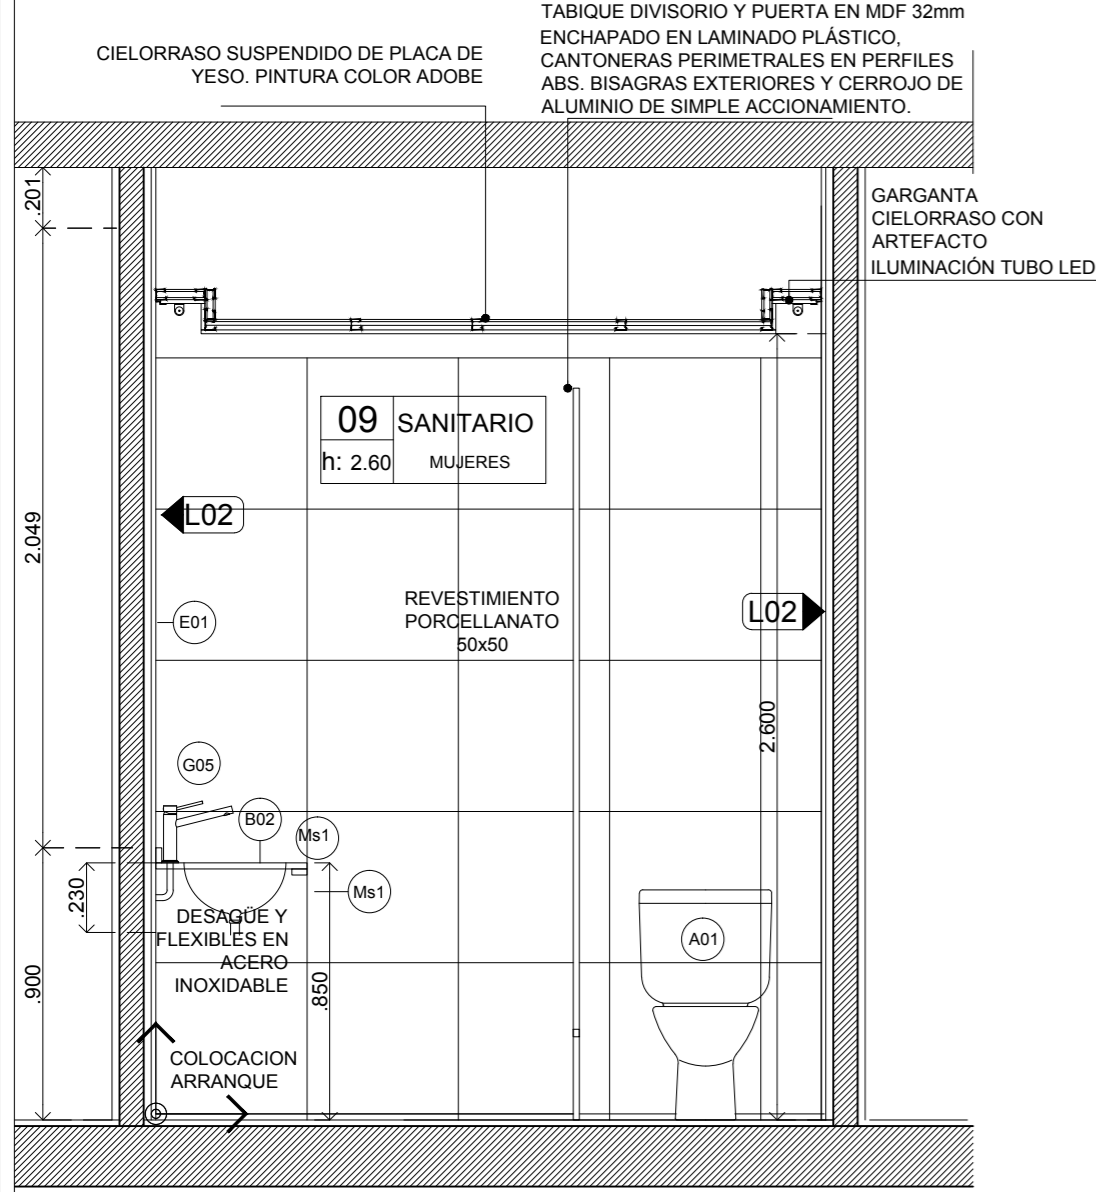 TABIQUE DIVISORIO Y PUERTA EN MDF 32mm
ENCHAPADO EN LAMINADO PLÁSTICO,
CANTONERAS PERIMETRALES EN PERFILES
ABS. BISAGRAS EXTERIORES Y CERROJO DE
ALUMINIO DE SIMPLE ACCIONAMIENTO.
CIELORRASO SUSPENDIDO DE PLACA DE
YESO. PINTURA COLOR ADOBE
GARGANTA
CIELORRASO CON
ARTEFACTO
ILUMINACIÓN TUBO LED
.201
09 SANITARIO
h: 2.60 MUJERES
L02
2.049
REVESTIMIENTO
PORCELLANATO
50x50
L02
E01
2.600
G05
B02
Ms1
Ms1
.230
DESAGÜE Y
FLEXIBLES EN
ACERO
INOXIDABLE
A01
.900
.850
COLOCACION
ARRANQUE